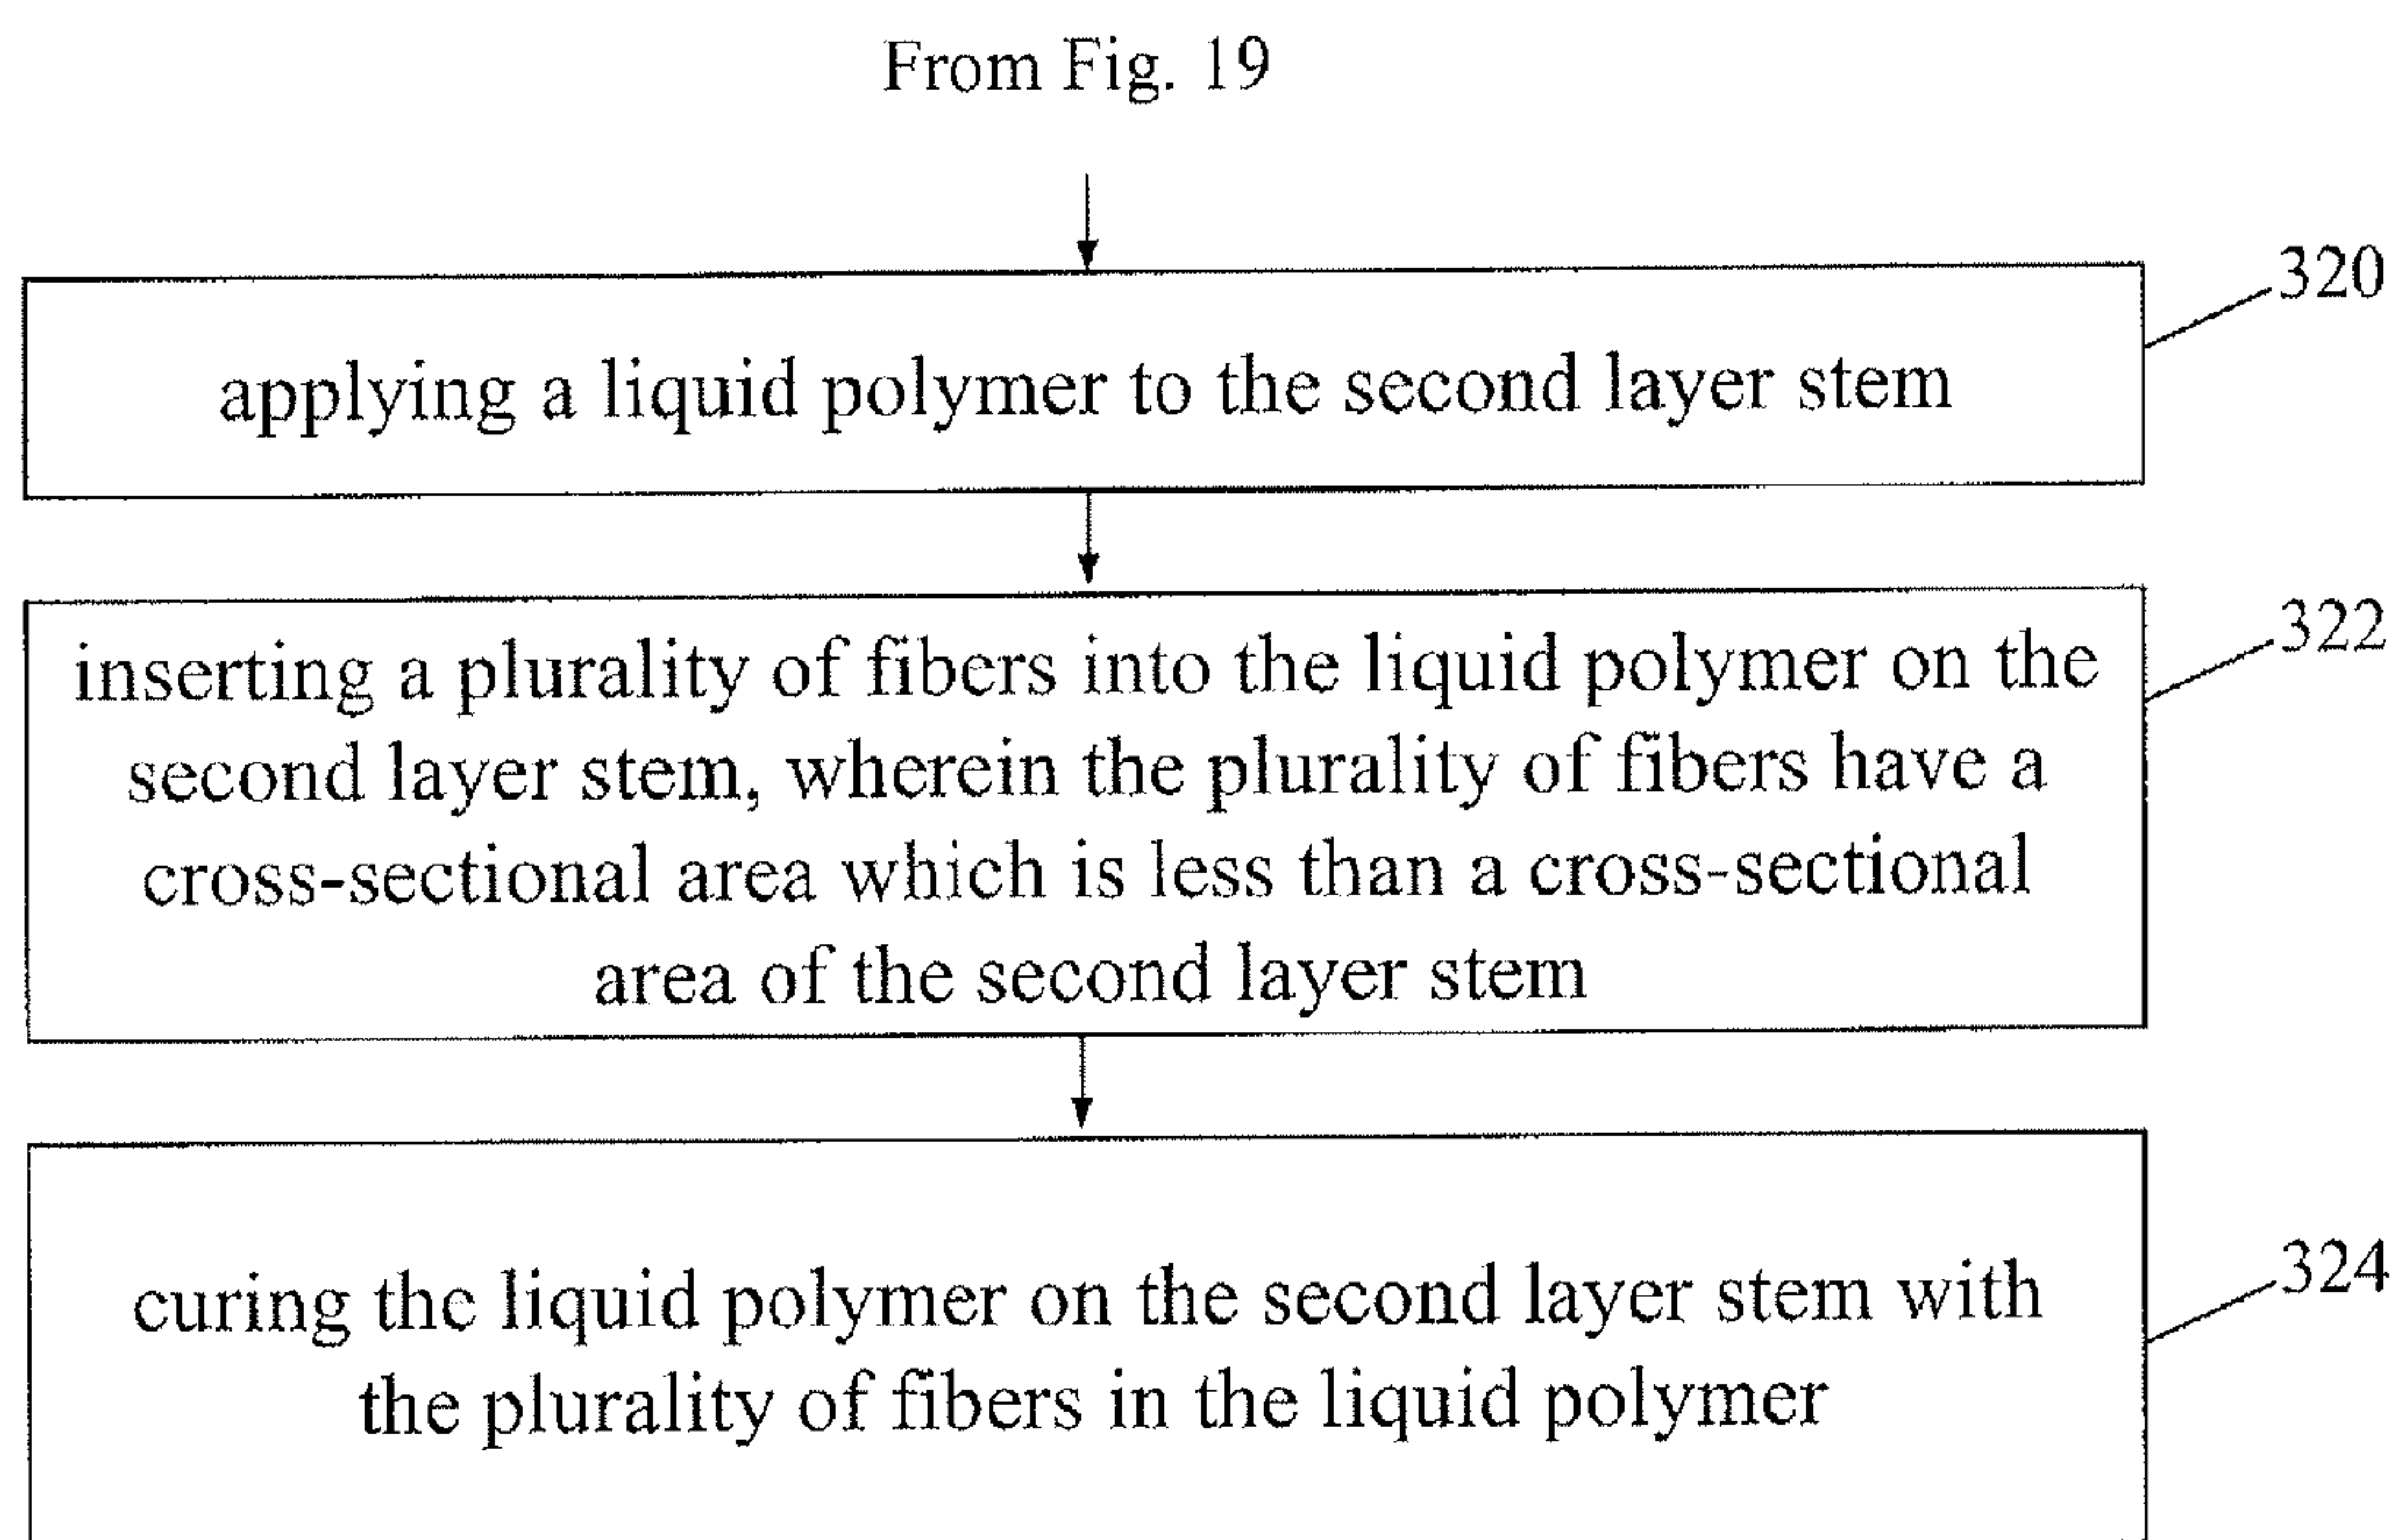 From Fig. 19
320
applying a liquid polymer to the second layer stem
322
inserting a plurality of fibers into the liquid polymer on the
second layer stem, wherein the plurality of fibers have a
cross-sectional area which is less than a cross-sectional
area of the second layer stem
324
curing the liquid polymer on the second layer stem with
the plurality of fibers in the liquid polymer